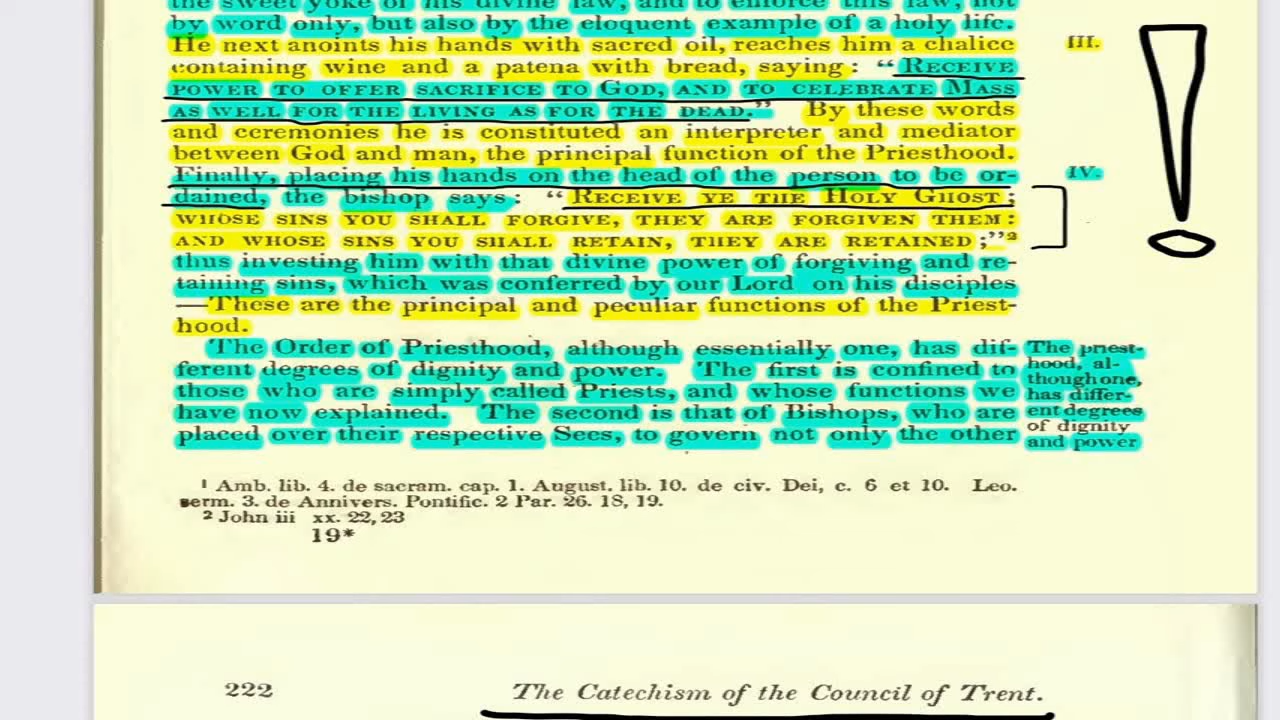 the sweet yoke of his divine law, and to enforce this law, not
by word only, but also by the eloquent example of a holy life.
He next anoints his hands with sacred oil, reaches him a chalice
containing wine and a patena with bread, saying: “RECEIVE
POWER TO OFFER SACRIFICE TO GOD, AND TO CELEBRATE MASS
AS WELL FOR THE LIVING AS FOR THE DEAD.” By these words
and ceremonies he is constituted an interpreter and mediator
between God and man, the principal function of the Priesthood.
Finally, placing his hands on the head of the person to be or-
dained, the bishop says: “RECEIVE YE THE HOLY GHOST;
WHOSE SINS YOU SHALL FORGIVE, THEY ARE FORGIVEN THEM:
AND WHOSE SINS YOU SHALL RETAIN, THEY ARE RETAINED;”²
thus investing him with that divine power of forgiving and re-
taining sins, which was conferred by our Lord on his disciples
—These are the principal and peculiar functions of the Priest-
hood.
III.
IV.
The Order of Priesthood, although essentially one, has dif-
ferent degrees of dignity and power. The first is confined to
those who are simply called Priests, and whose functions we
have now explained. The second is that of Bishops, who are
placed over their respective Sees, to govern not only the other
The priest-
hood, al-
though one,
has differ-
ent degrees
of dignity
and power
¹ Amb. lib. 4. de sacram. cap. 1. August. lib. 10. de civ. Dei, c. 6 et 10. Leo.
serm. 3. de Annivers. Pontific. 2 Par. 26. 18, 19.
² John iii xx. 22, 23
19*
222 The Catechism of the Council of Trent.